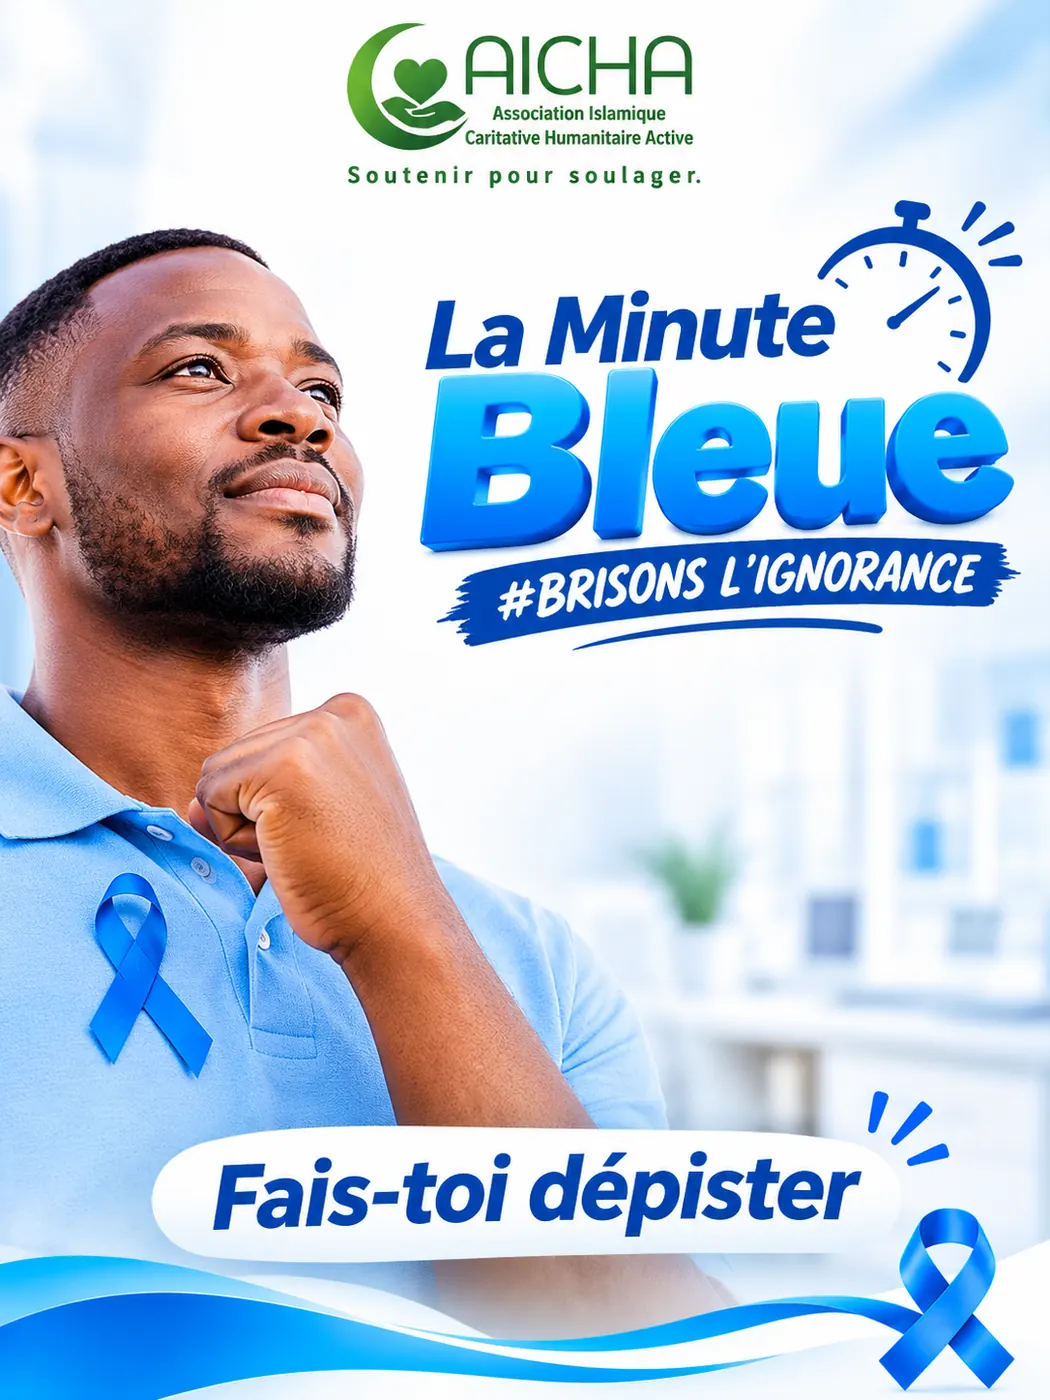 AICHA
Association Islamique
Caritative Humanitaire Active
Soutenir pour soulager.
La Minute
Bleue
#BRISONS L'IGNORANCE
Fais-toi dépister